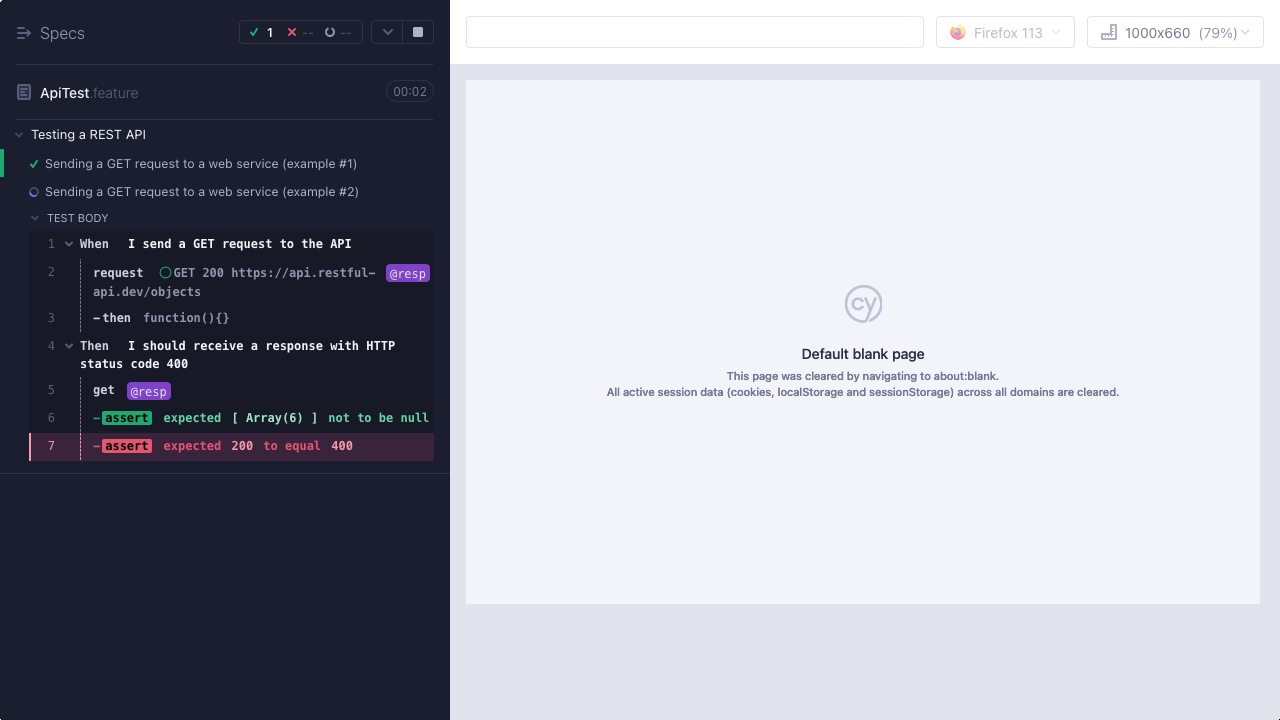 Specs
1
--
--
ApiTest.feature
00:02
Testing a REST API
Sending a GET request to a web service (example #1)
Sending a GET request to a web service (example #2)
TEST BODY
1 When I send a GET request to the API
2 request GET 200 https://api.restful- @resp
api.dev/objects
3 -then function(){}
4 Then I should receive a response with HTTP
status code 400
5 get @resp
6 -assert expected [ Array(6) ] not to be null
7 -assert expected 200 to equal 400
Firefox 113
1000x660 (79%)
cy
Default blank page
This page was cleared by navigating to about:blank.
All active session data (cookies, localStorage and sessionStorage) across all domains are cleared.